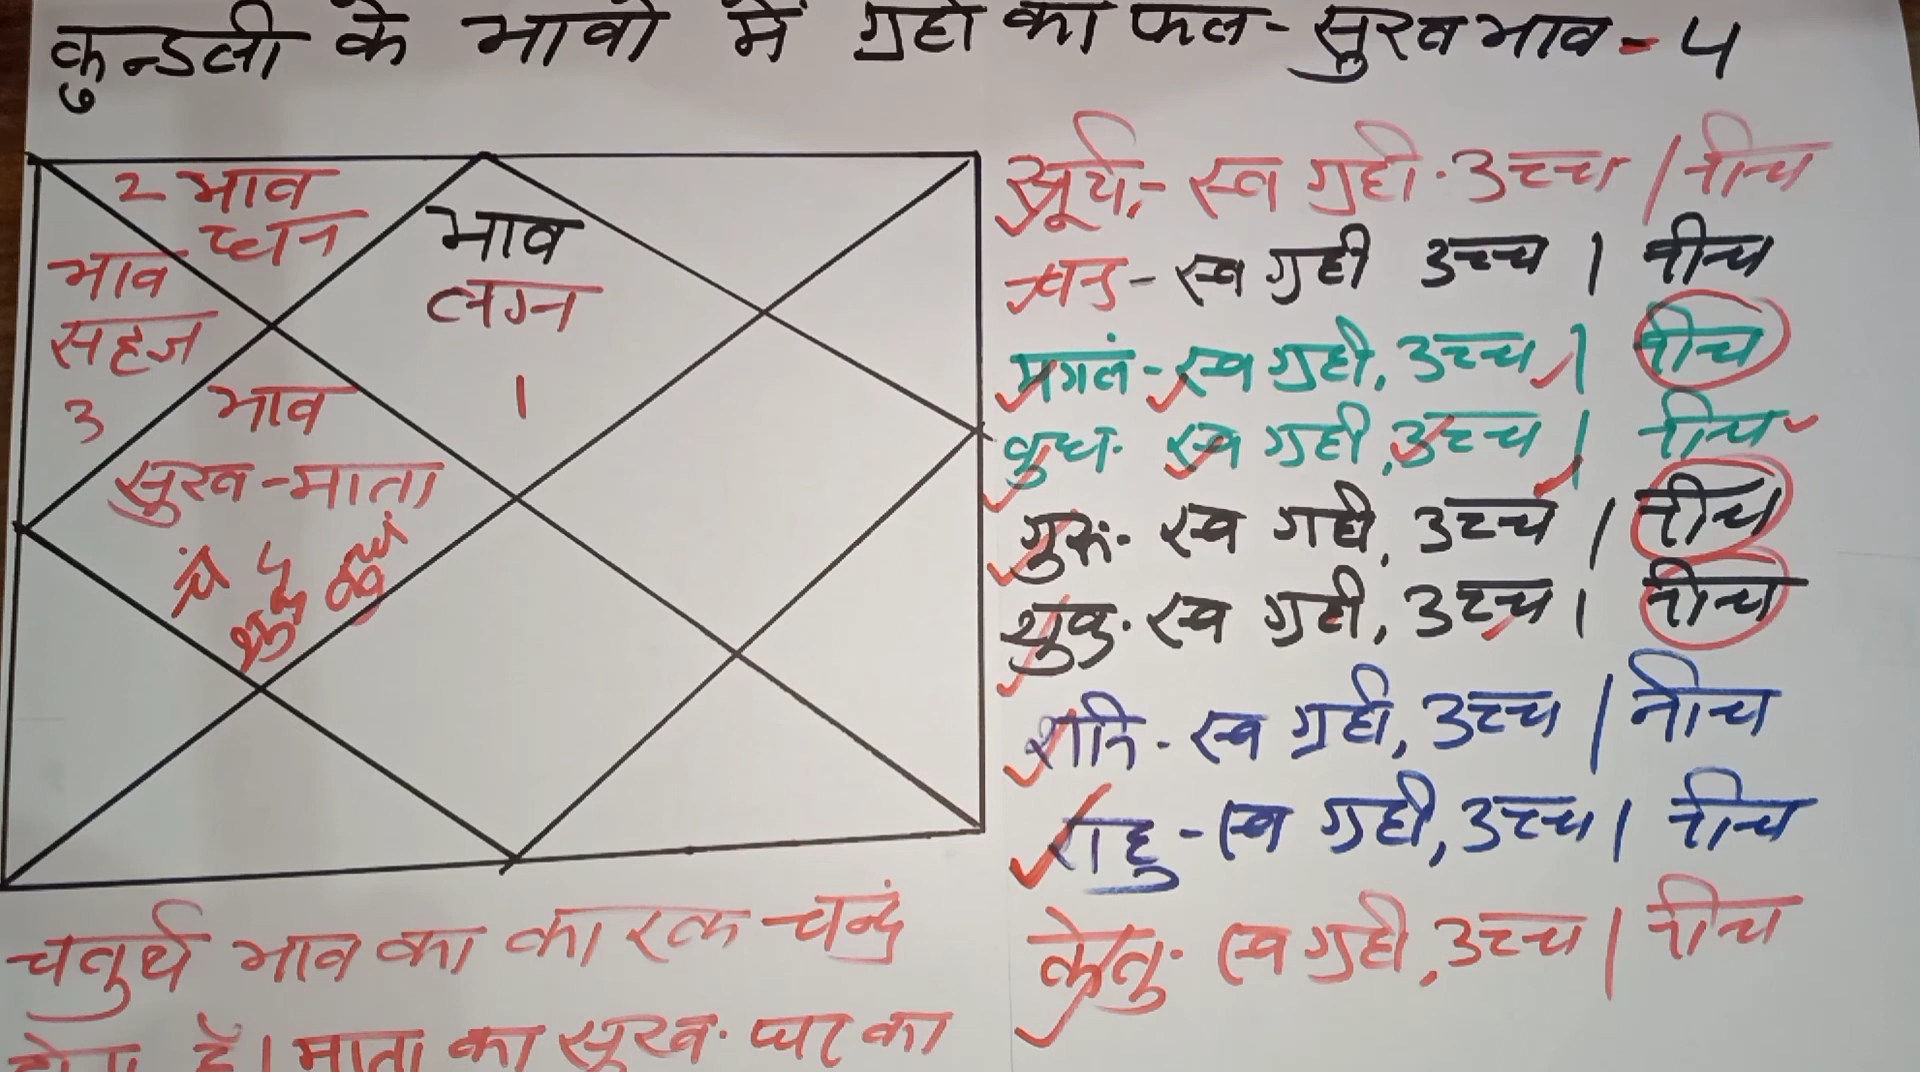 कुन्डली के भावो में ग्रहो का फल - सुख भाव - 4
2 भाव
धन
भाव
सहज
3
भाव
लग्न
1
भाव
सुख - माता
4
सूर्य - स्व ग्रही . उच्च / नीच
चन्द्र - स्व ग्रही उच्च / नीच
मगलं - स्व ग्रही, उच्च / नीच
बुध - स्व ग्रही, उच्च / नीच
गुरू - स्व ग्रही, उच्च / नीच
शुक्र - स्व ग्रही, उच्च / नीच
शनि - स्व ग्रही, उच्च / नीच
राहु - स्व ग्रही, उच्च / नीच
केतु - स्व ग्रही, उच्च / नीच
चतुर्थ भाव का कारक - चन्द्रं
है। माता का सुख . घर का